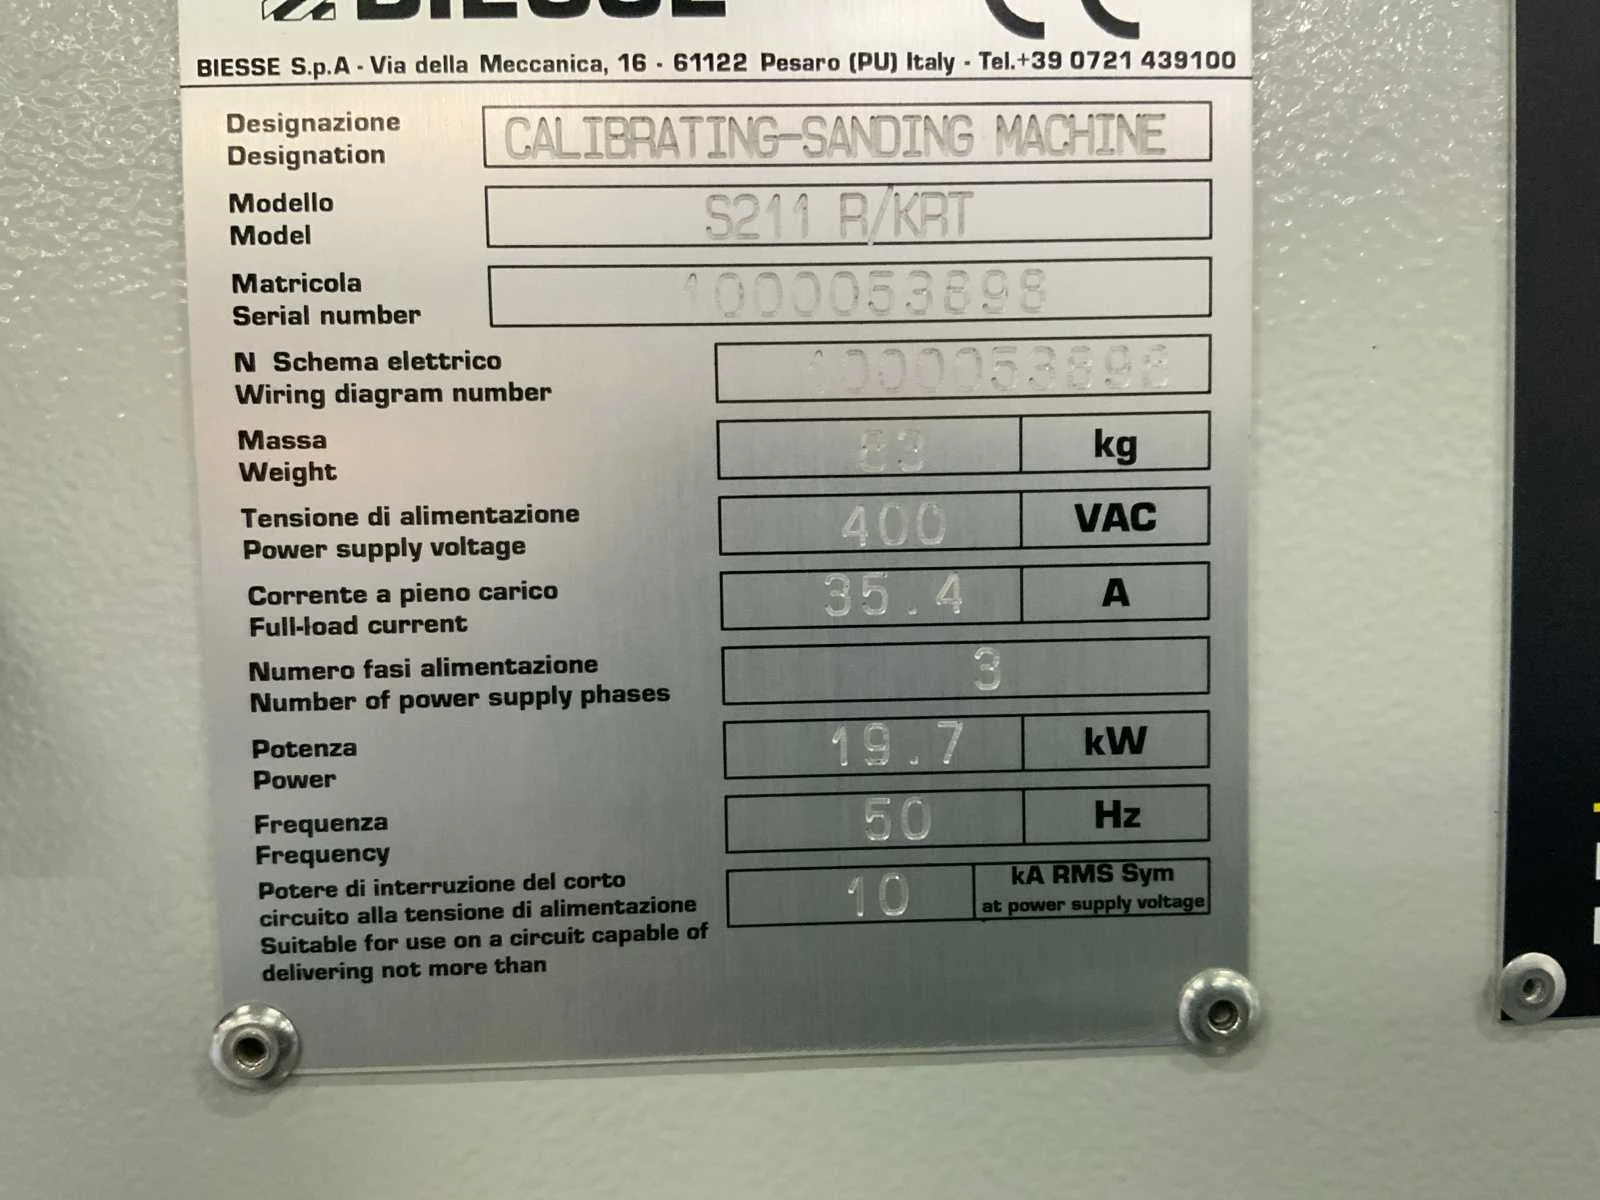 BIESSE CE
BIESSE S.p.A - Via della Meccanica, 16 - 61122 Pesaro (PU) Italy - Tel.+39 0721 439100
Designazione
Designation
CALIBRATING-SANDING MACHINE
Modello
Model
S211 R/KRT
Matricola
Serial number
1000053898
N Schema elettrico
Wiring diagram number
1000053898
Massa
Weight
83 kg
Tensione di alimentazione
Power supply voltage
400 VAC
Corrente a pieno carico
Full-load current
35.4 A
Numero fasi alimentazione
Number of power supply phases
3
Potenza
Power
19.7 kW
Frequenza
Frequency
50 Hz
Potere di interruzione del corto
circuito alla tensione di alimentazione
Suitable for use on a circuit capable of
delivering not more than
10 kA RMS Sym
at power supply voltage